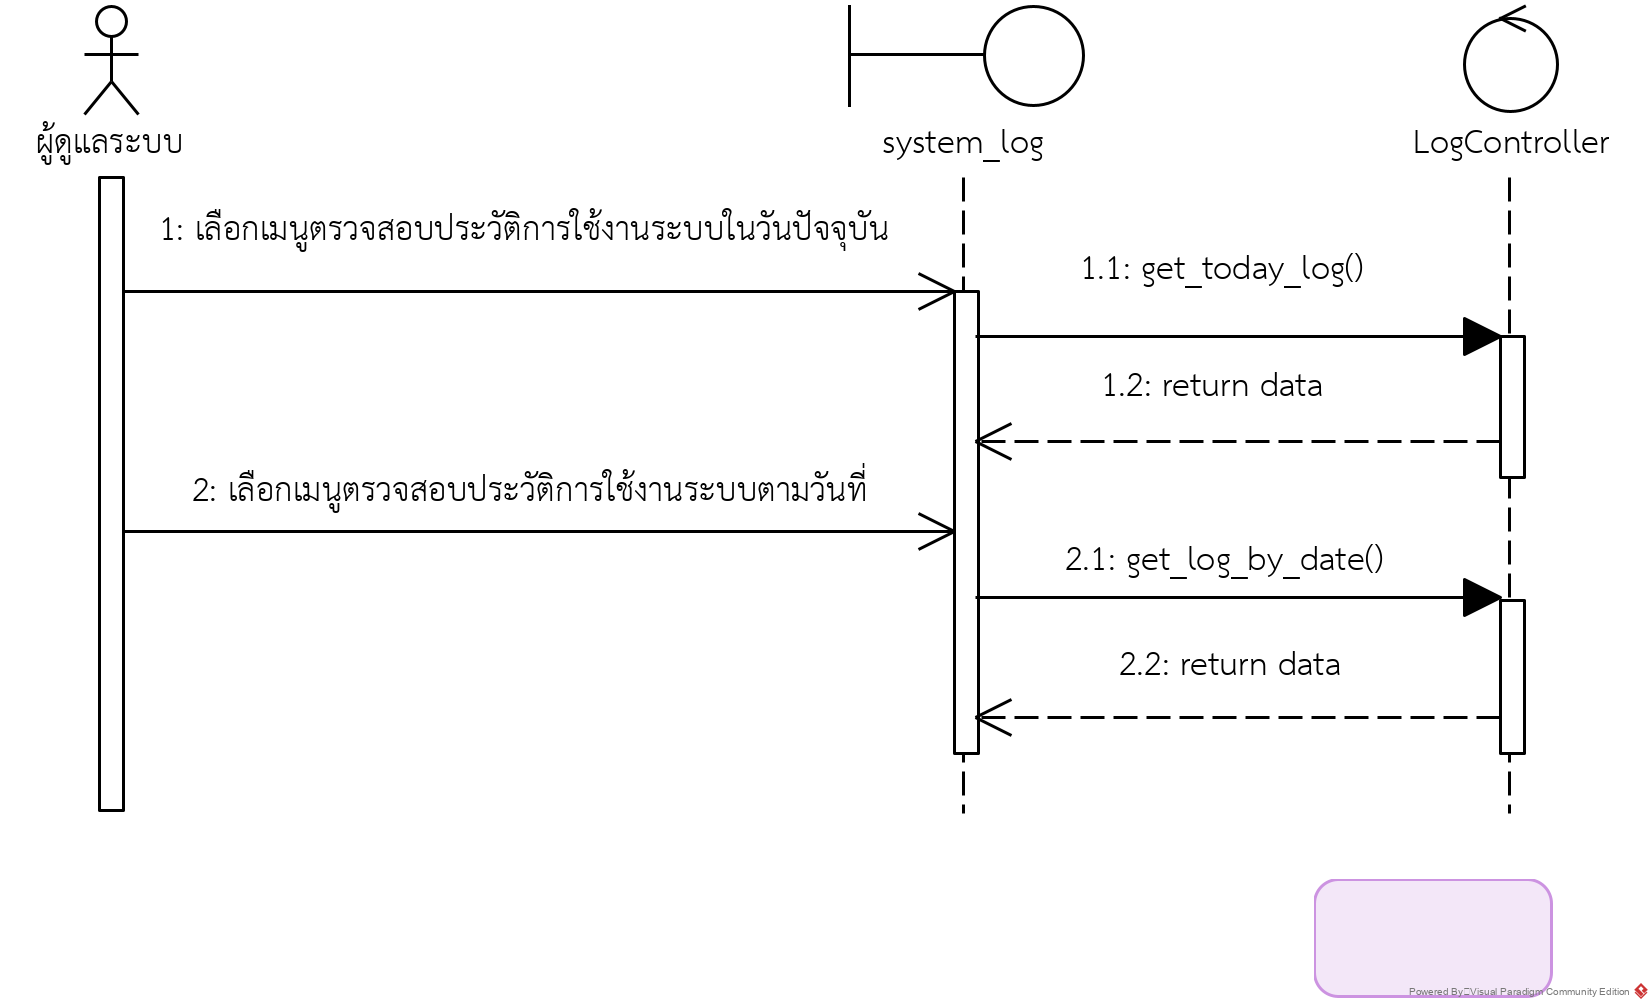 ผู้ดูแลระบบ
system_log
LogController
1: เลือกเมนูตรวจสอบประวัติการใช้งานระบบในวันปัจจุบัน
1.1: get_today_log()
1.2: return data
2: เลือกเมนูตรวจสอบประวัติการใช้งานระบบตามวันที่
2.1: get_log_by_date()
2.2: return data
Powered By Visual Paradigm Community Edition